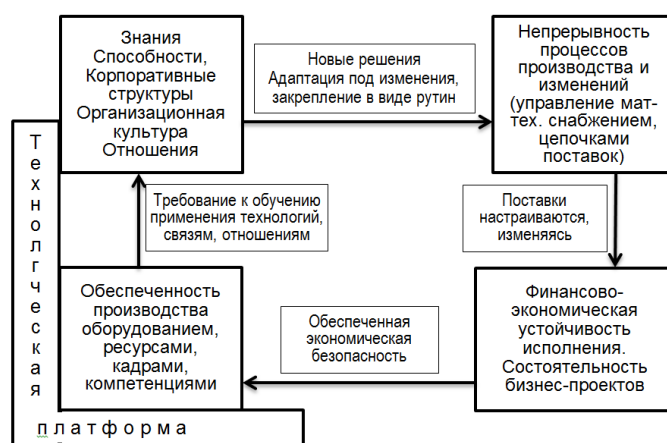 Знания
Способности,
Корпоративные
структуры
Организационная
культура
Отношения
Новые решения
Адаптация под изменения,
закрепление в виде рутин
Непрерывность
процессов
производства и
изменений
(управление мат-
тех. снабжением,
цепочками
поставок)
Требование к обучению
применения технологий,
связям, отношениям
Поставки
настраиваются,
изменяясь
Обеспеченность
производства
оборудованием,
ресурсами,
кадрами,
компетенциями
Обеспеченная
экономическая
безопасность
Финансово-
экономическая
устойчивость
исполнения.
Состоятельность
бизнес-проектов
Технолгческая
платформа